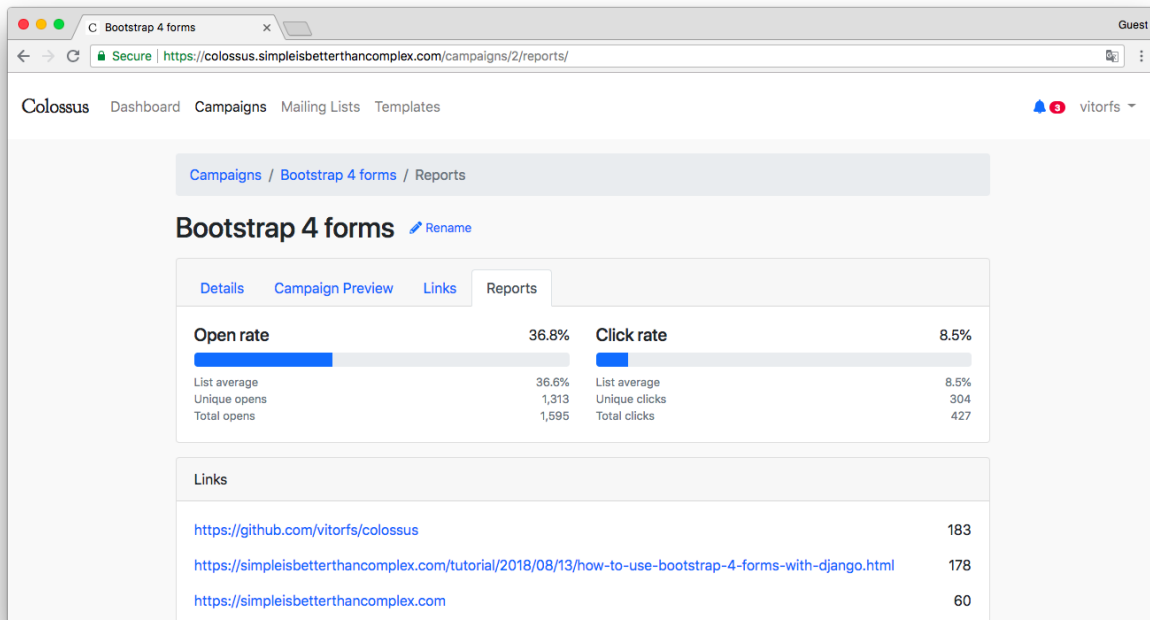 Bootstrap 4 forms
Guest
Secure https://colossus.simpleisbetterthancomplex.com/campaigns/2/reports/
Colossus Dashboard Campaigns Mailing Lists Templates 3 vitorfs
Campaigns / Bootstrap 4 forms / Reports
Bootstrap 4 forms Rename
Details Campaign Preview Links Reports
Open rate 36.8% Click rate 8.5%
List average 36.6% List average 8.5%
Unique opens 1,313 Unique clicks 304
Total opens 1,595 Total clicks 427
Links
https://github.com/vitorfs/colossus 183
https://simpleisbetterthancomplex.com/tutorial/2018/08/13/how-to-use-bootstrap-4-forms-with-django.html 178
https://simpleisbetterthancomplex.com 60